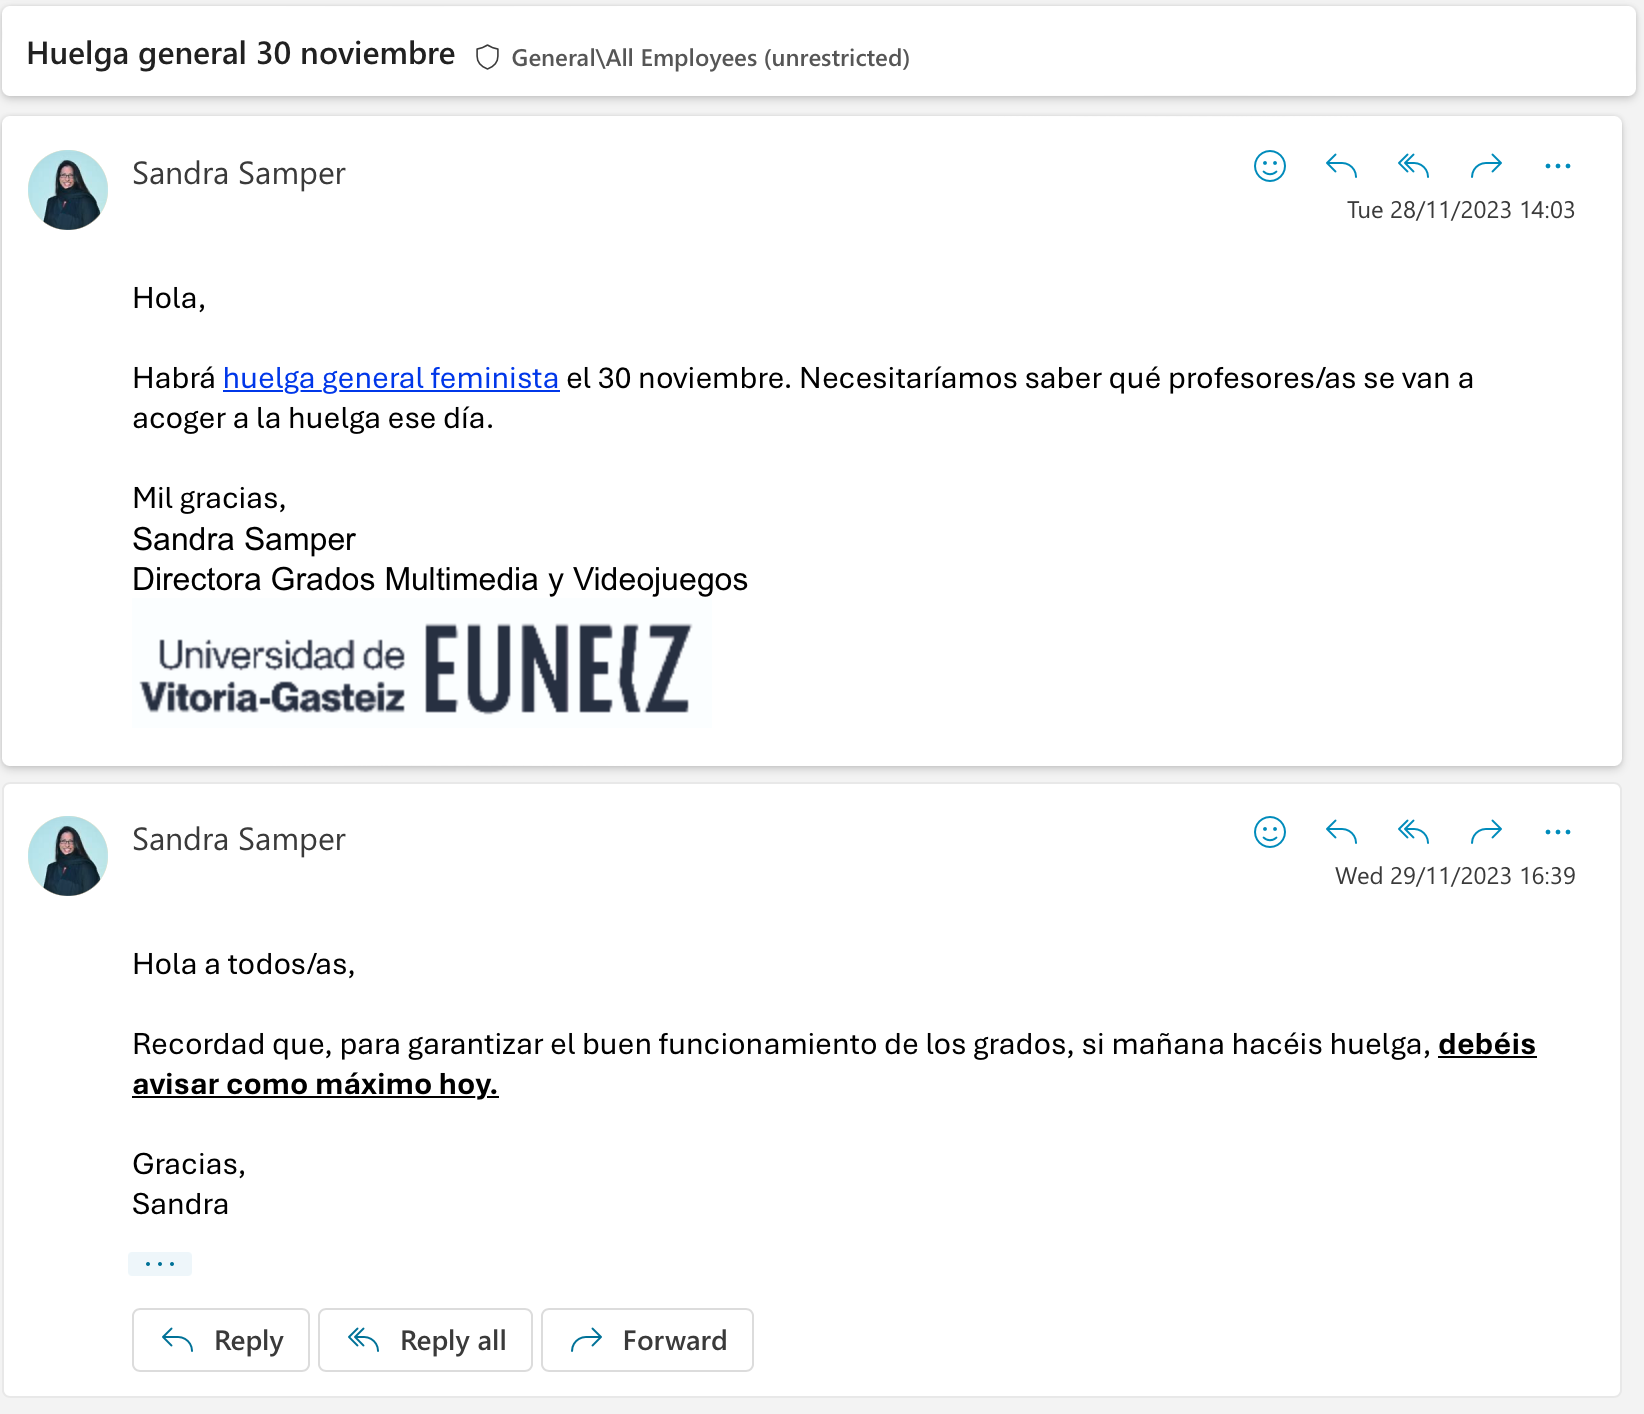 Huelga general 30 noviembre General\All Employees (unrestricted)
Sandra Samper
Tue 28/11/2023 14:03
Hola,
Habrá huelga general feminista el 30 noviembre. Necesitaríamos saber qué profesores/as se van a
acoger a la huelga ese día.
Mil gracias,
Sandra Samper
Directora Grados Multimedia y Videojuegos
Universidad de
Vitoria-Gasteiz EUNEIZ
Sandra Samper
Wed 29/11/2023 16:39
Hola a todos/as,
Recordad que, para garantizar el buen funcionamiento de los grados, si mañana hacéis huelga, debéis
avisar como máximo hoy.
Gracias,
Sandra
Reply Reply all Forward